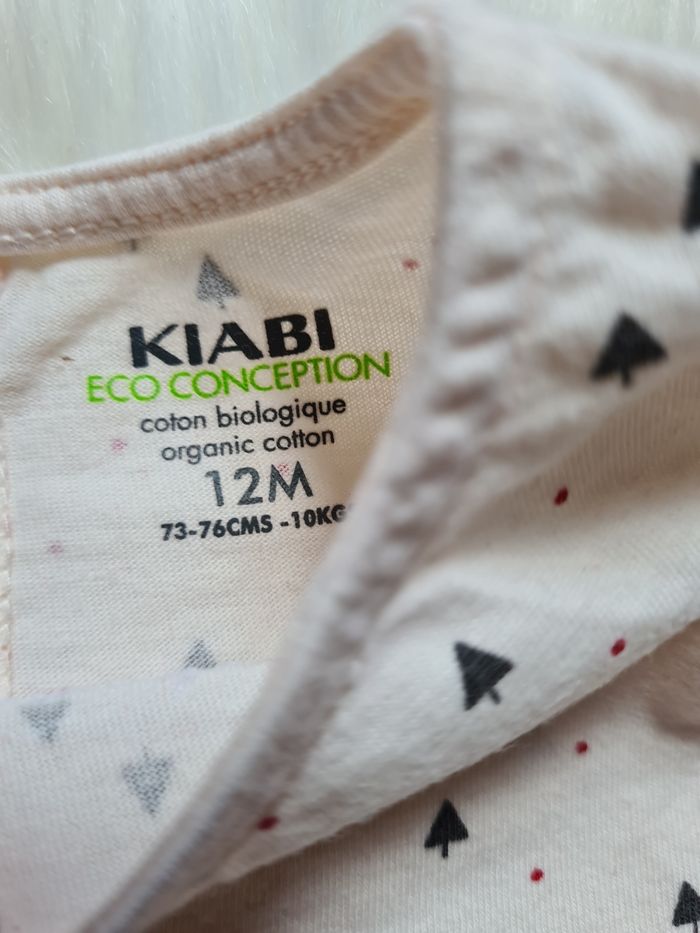 KIABI
ECO CONCEPTION
coton biologique
organic cotton
12M
73-76CMS -10KG